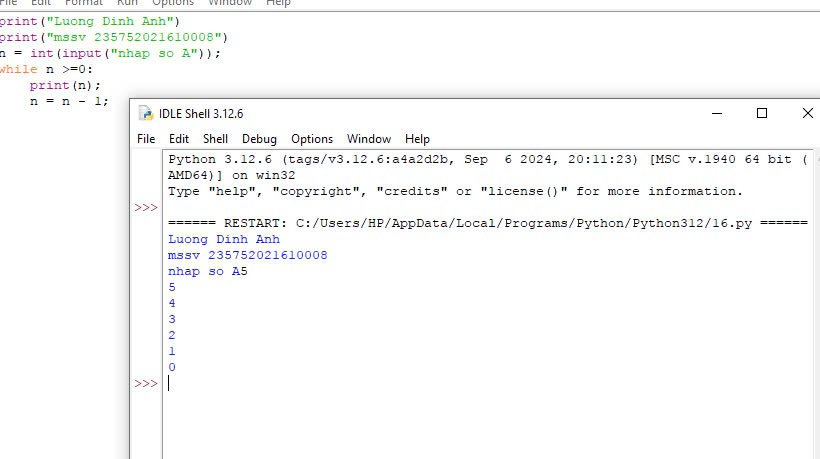 File Edit Format Run Options Window Help
print("Luong Dinh Anh")
print("mssv 235752021610008")
n = int(input("nhap so A"));
while n >=0:
    print(n);
    n = n - 1;
IDLE Shell 3.12.6
File Edit Shell Debug Options Window Help
Python 3.12.6 (tags/v3.12.6:a4a2d2b, Sep  6 2024, 20:11:23) [MSC v.1940 64 bit (
AMD64)] on win32
Type "help", "copyright", "credits" or "license()" for more information.
>>>
====== RESTART: C:/Users/HP/AppData/Local/Programs/Python/Python312/16.py ======
Luong Dinh Anh
mssv 235752021610008
nhap so A5
5
4
3
2
1
0
>>>